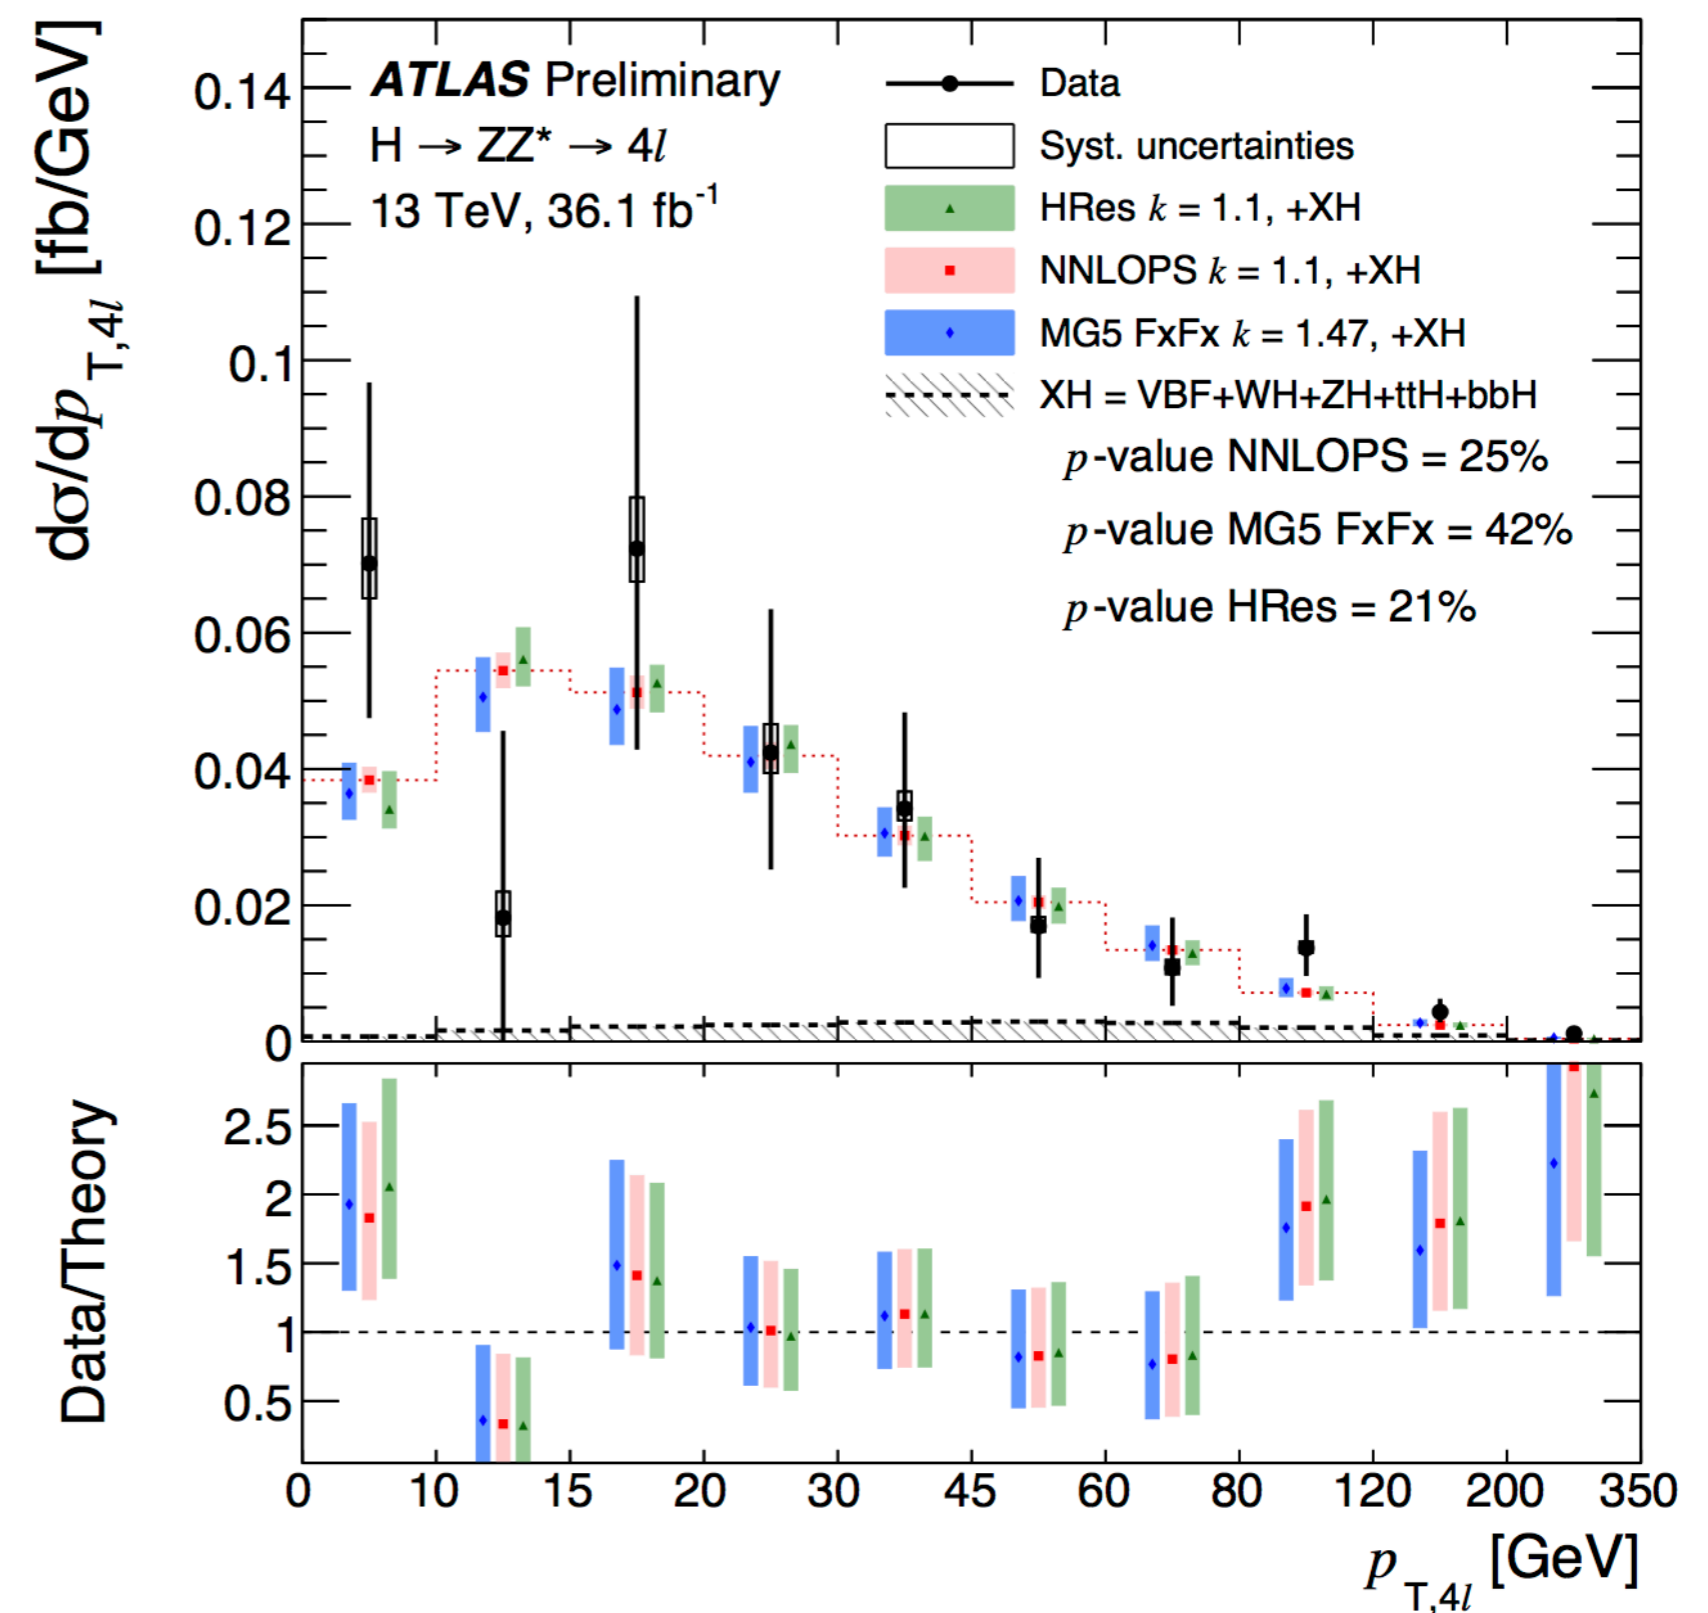 dσ/dp T,4l [fb/GeV]
0.14
0.12
0.1
0.08
0.06
0.04
0.02
0
ATLAS Preliminary
H → ZZ* → 4l
13 TeV, 36.1 fb-1
Data
Syst. uncertainties
HRes k = 1.1, +XH
NNLOPS k = 1.1, +XH
MG5 FxFx k = 1.47, +XH
XH = VBF+WH+ZH+ttH+bbH
p-value NNLOPS = 25%
p-value MG5 FxFx = 42%
p-value HRes = 21%
Data/Theory
2.5
2
1.5
1
0.5
0 10 15 20 30 45 60 80 120 200 350
p T,4l [GeV]